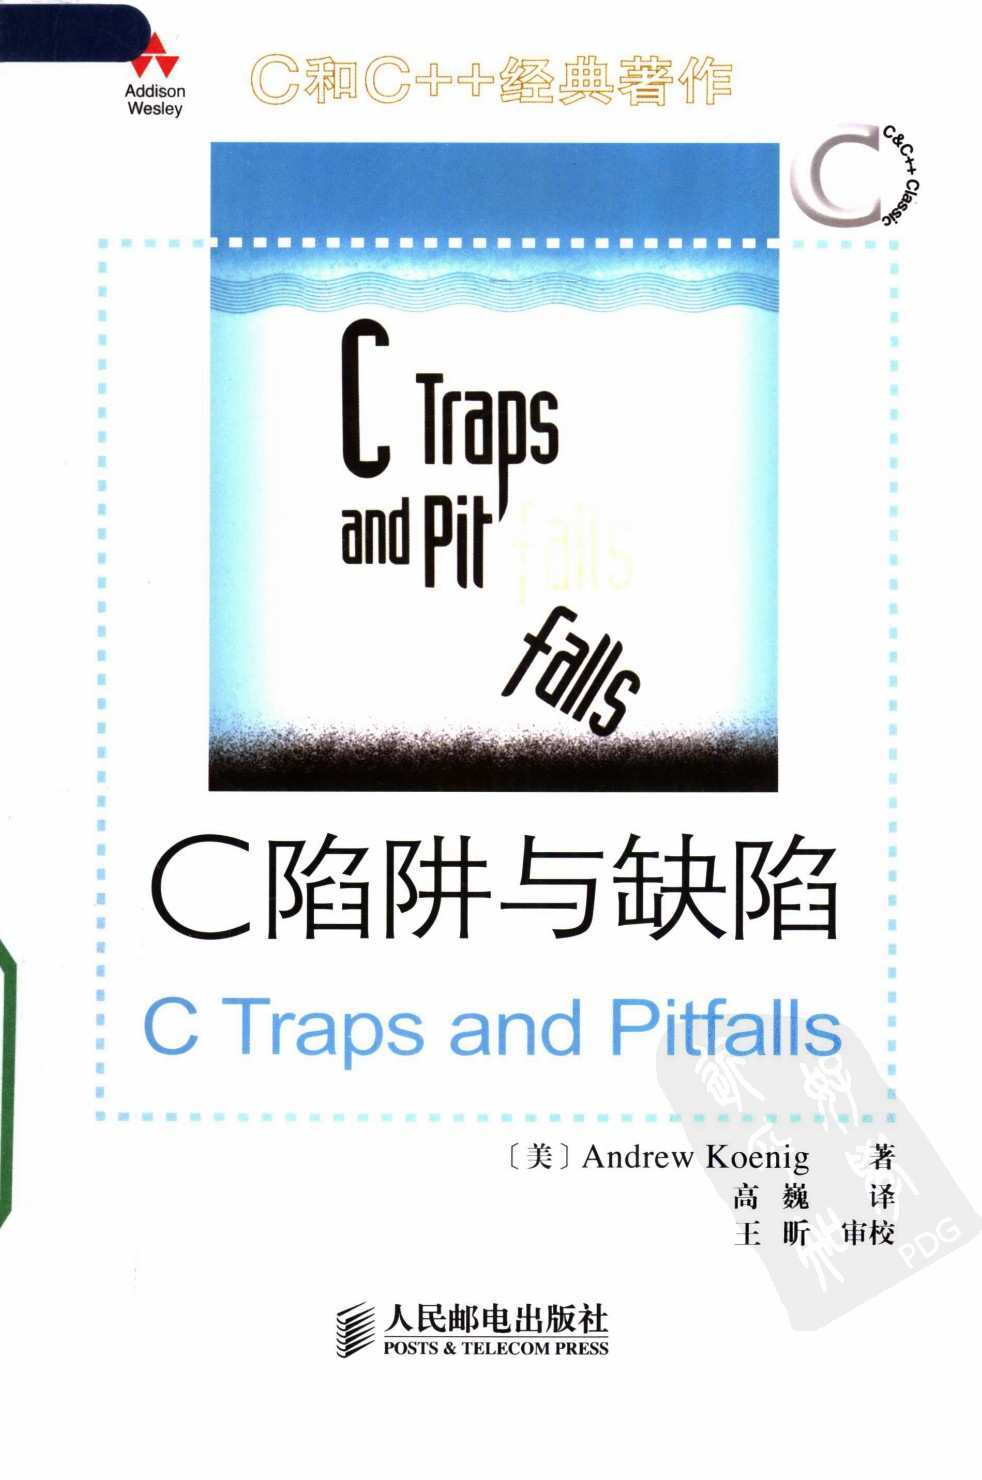 Addison
Wesley
C和C++经典著作
C&C++ Classic
C
C Traps
and Pit
falls
falls
C陷阱与缺陷
C Traps and Pitfalls
〔美〕Andrew Koenig 著
高 巍 译
王 昕 审校
PDG
人民邮电出版社
POSTS & TELECOM PRESS